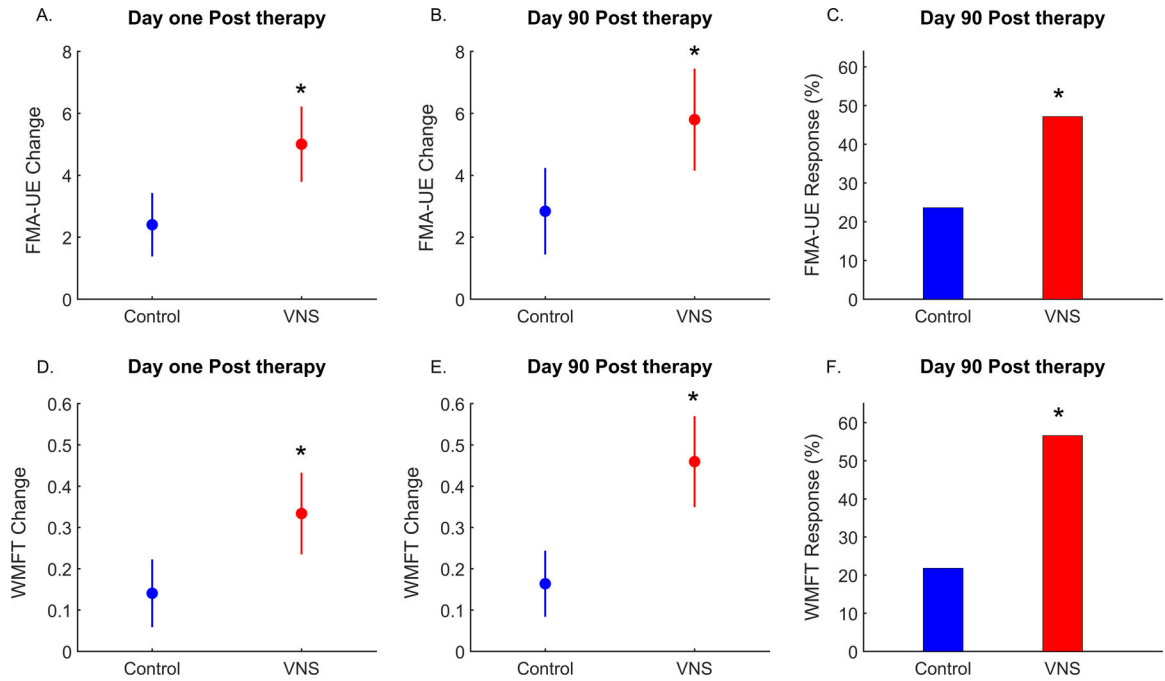 A.
Day one Post therapy
8
6
4
2
0
FMA-UE Change
*
Control
VNS
B.
Day 90 Post therapy
8
6
4
2
0
FMA-UE Change
*
Control
VNS
C.
Day 90 Post therapy
60
50
40
30
20
10
0
FMA-UE Response (%)
*
Control
VNS
D.
Day one Post therapy
0.6
0.5
0.4
0.3
0.2
0.1
0
WMFT Change
*
Control
VNS
E.
Day 90 Post therapy
0.6
0.5
0.4
0.3
0.2
0.1
0
WMFT Change
*
Control
VNS
F.
Day 90 Post therapy
60
50
40
30
20
10
0
WMFT Response (%)
*
Control
VNS